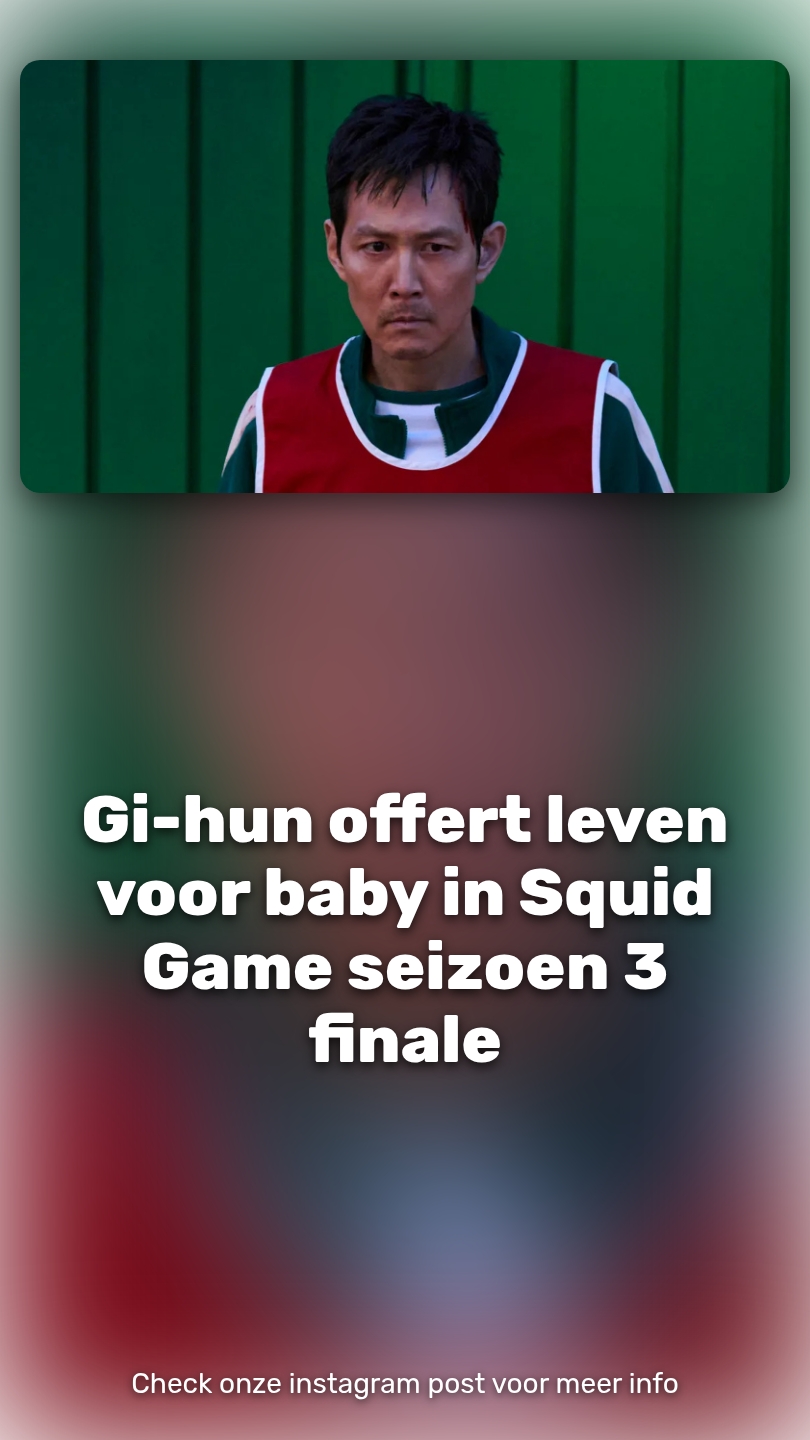 Gi-hun offert leven
voor baby in Squid
Game seizoen 3
finale
Check onze instagram post voor meer info